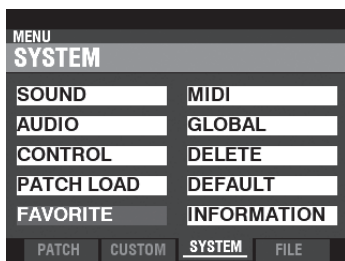 MENU
SYSTEM
SOUND
MIDI
AUDIO
GLOBAL
CONTROL
DELETE
PATCH LOAD
DEFAULT
FAVORITE
INFORMATION
PATCH CUSTOM SYSTEM FILE